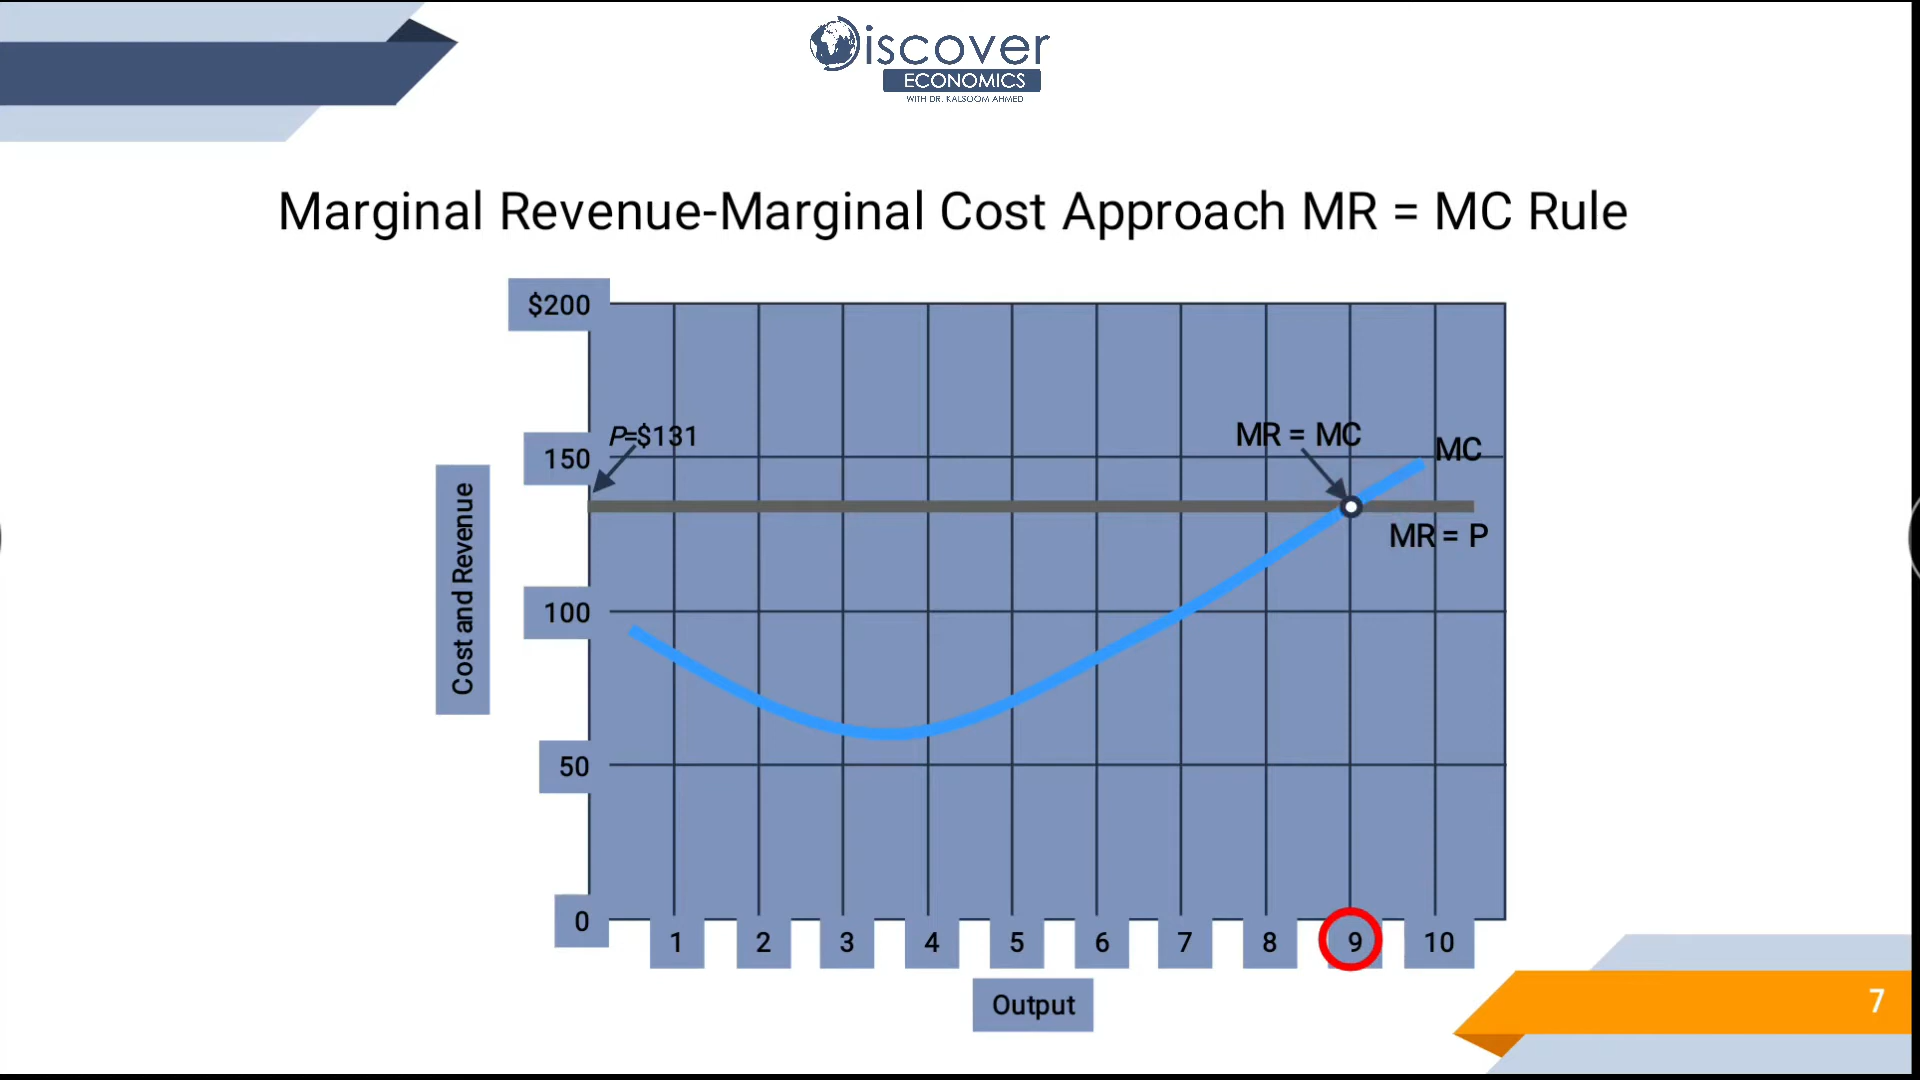 Discover
ECONOMICS
WITH DR. KALSOOM AHMED
Marginal Revenue-Marginal Cost Approach MR = MC Rule
$200
P=$131
MR = MC
MC
150
MR = P
Cost and Revenue
100
50
0
1 2 3 4 5 6 7 8 9 10
Output
7